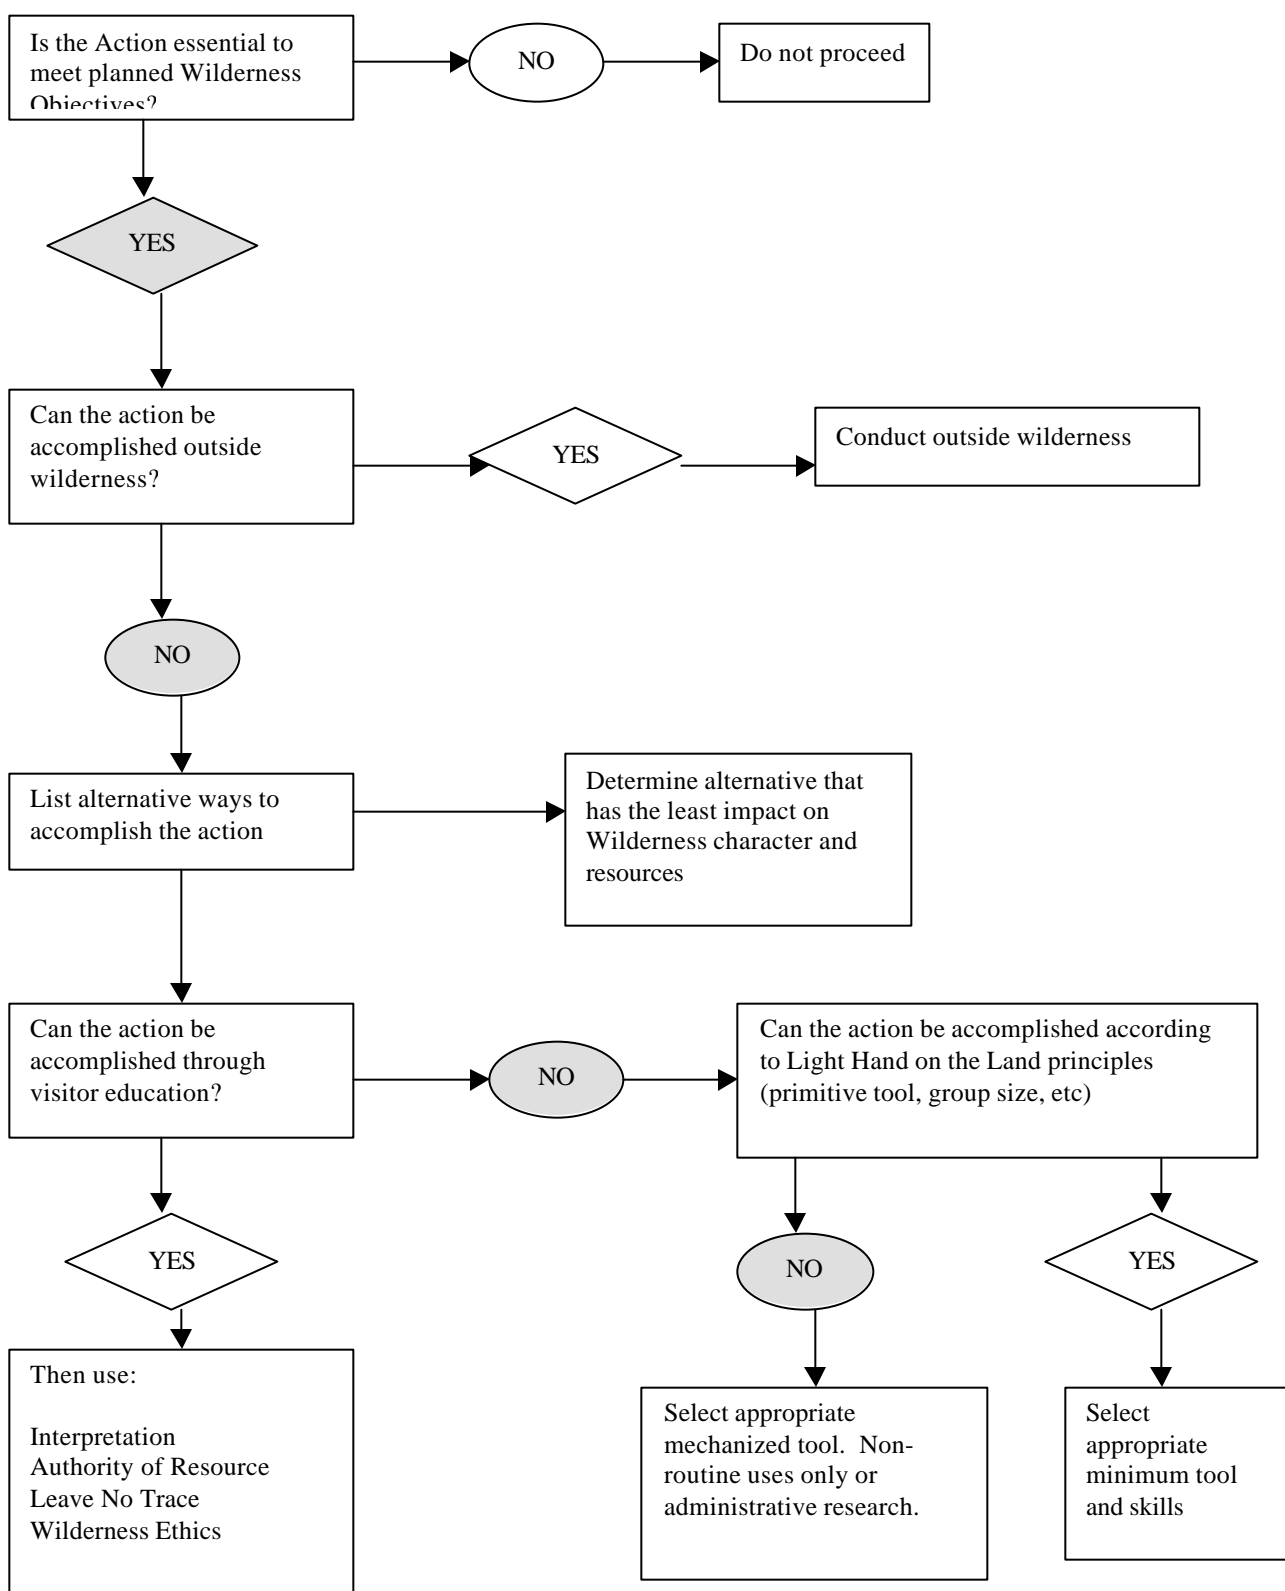 Is the Action essential to
meet planned Wilderness
Objectives?
NO
Do not proceed
YES
Can the action be
accomplished outside
wilderness?
YES
Conduct outside wilderness
NO
List alternative ways to
accomplish the action
Determine alternative that
has the least impact on
Wilderness character and
resources
Can the action be
accomplished through
visitor education?
NO
Can the action be accomplished according
to Light Hand on the Land principles
(primitive tool, group size, etc)
YES
NO
YES
Then use:
Interpretation
Authority of Resource
Leave No Trace
Wilderness Ethics
Select appropriate
mechanized tool.  Non-
routine uses only or
administrative research.
Select
appropriate
minimum tool
and skills